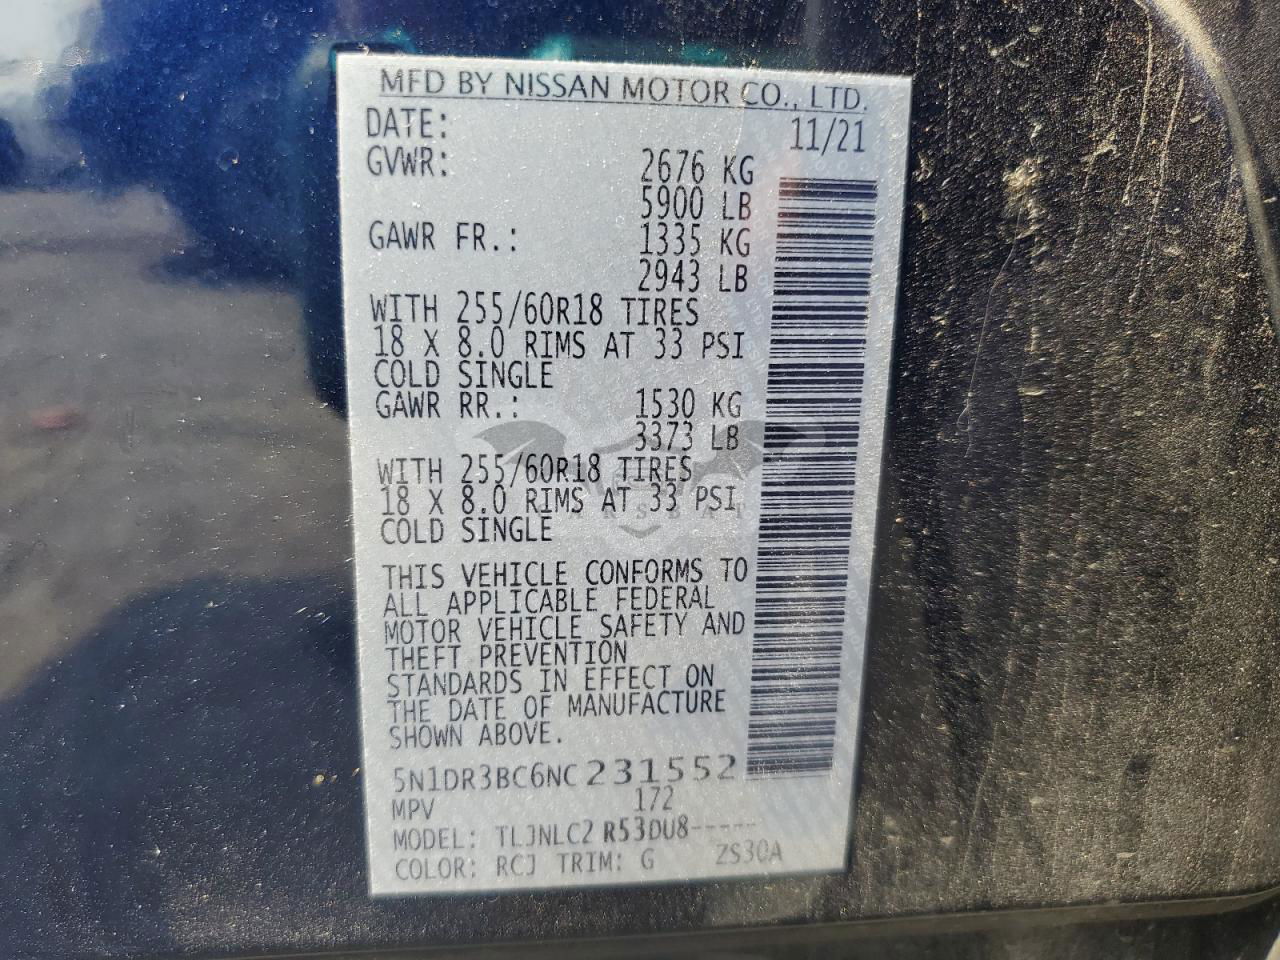 MFD BY NISSAN MOTOR CO., LTD.
DATE: 11/21
GVWR: 2676 KG
5900 LB
GAWR FR.: 1335 KG
2943 LB
WITH 255/60R18 TIRES
18 X 8.0 RIMS AT 33 PSI
COLD SINGLE
GAWR RR.: 1530 KG
3373 LB
WITH 255/60R18 TIRES
18 X 8.0 RIMS AT 33 PSI
COLD SINGLE
THIS VEHICLE CONFORMS TO
ALL APPLICABLE FEDERAL
MOTOR VEHICLE SAFETY AND
THEFT PREVENTION
STANDARDS IN EFFECT ON
THE DATE OF MANUFACTURE
SHOWN ABOVE.
5N1DR3BC6NC231552
MPV 172
MODEL: TLJNLC2 R53DU8-----
COLOR: RCJ TRIM: G ZS30A